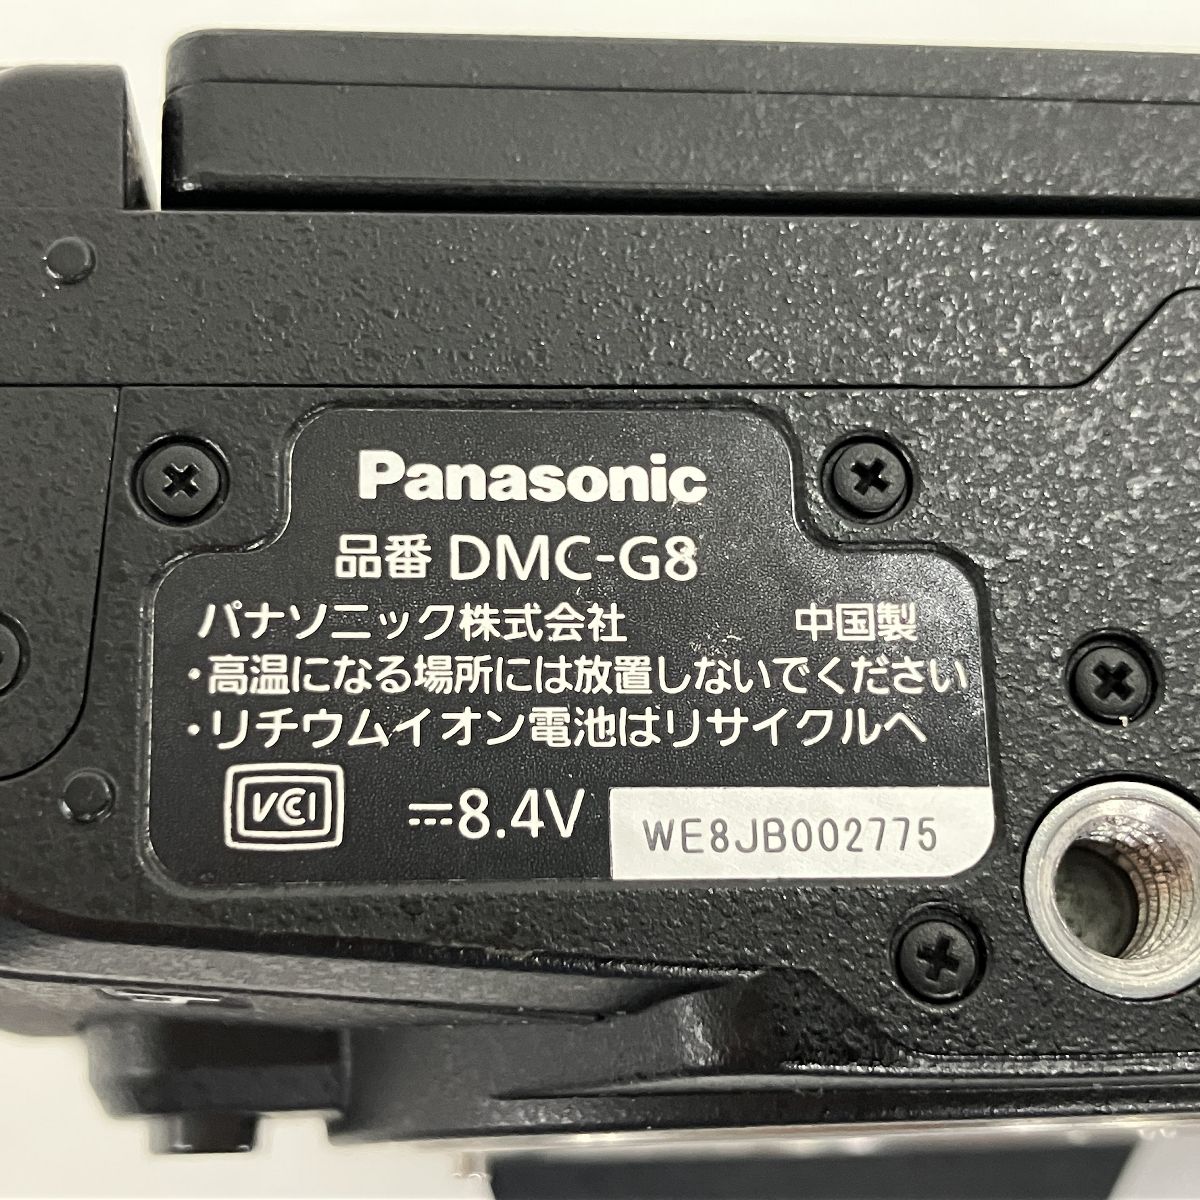 Panasonic
品番 DMC-G8
パナソニック株式会社 中国製
・高温になる場所には放置しないでください
・リチウムイオン電池はリサイクルへ
VCCI ⎓8.4V WE8JB002775